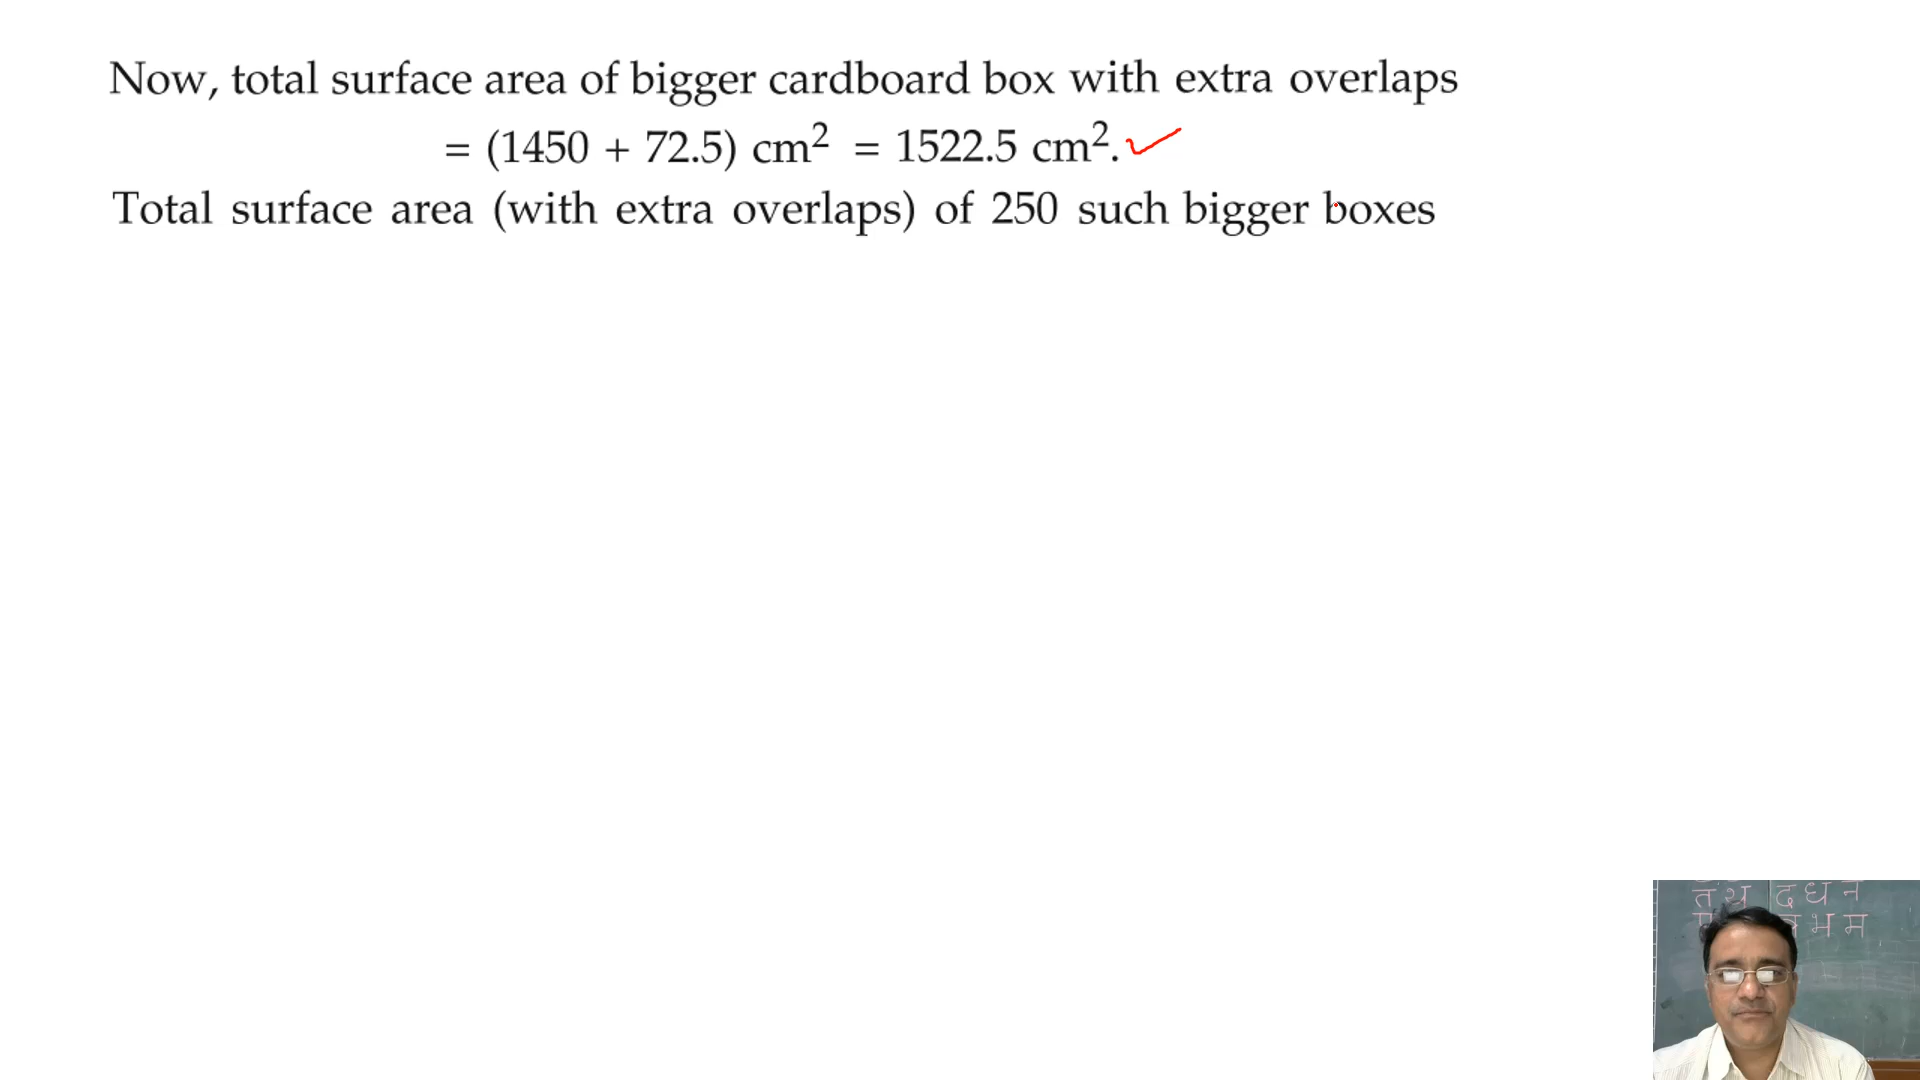 Now, total surface area of bigger cardboard box with extra overlaps
= (1450 + 72.5) cm² = 1522.5 cm².
Total surface area (with extra overlaps) of 250 such bigger boxes
त थ द ध न
भ म